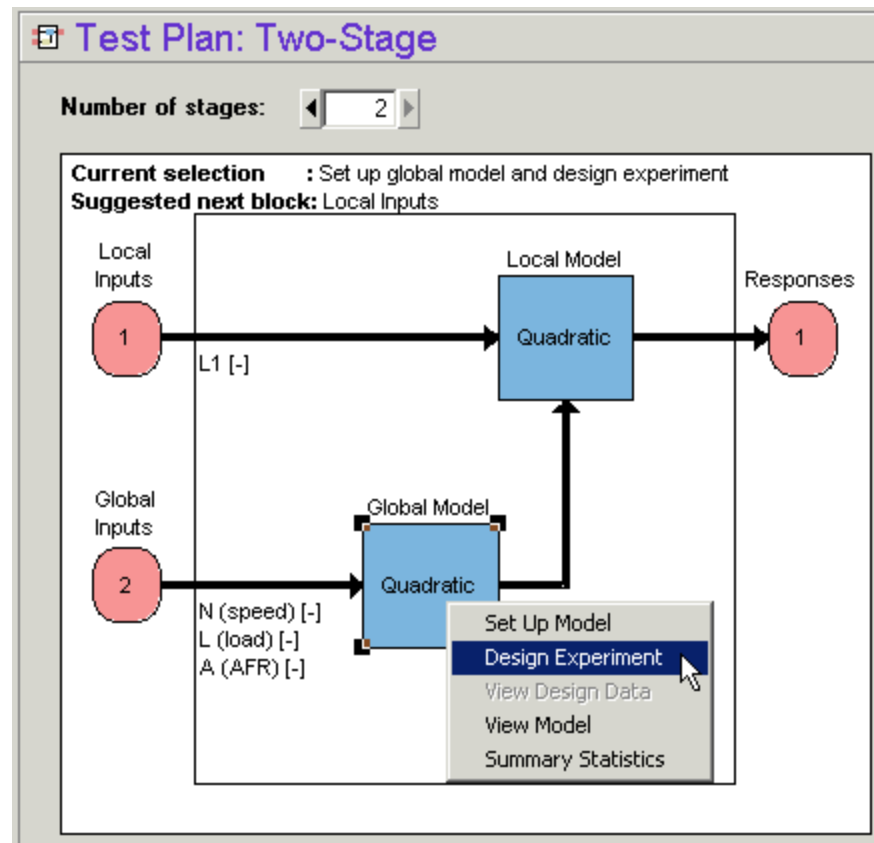 Test Plan: Two-Stage
Number of stages: 2
Current selection : Set up global model and design experiment
Suggested next block: Local Inputs
Local
Inputs
1
L1 [-]
Local Model
Quadratic
Responses
1
Global
Inputs
2
N (speed) [-]
L (load) [-]
A (AFR) [-]
Global Model
Quadratic
Set Up Model
Design Experiment
View Design Data
View Model
Summary Statistics